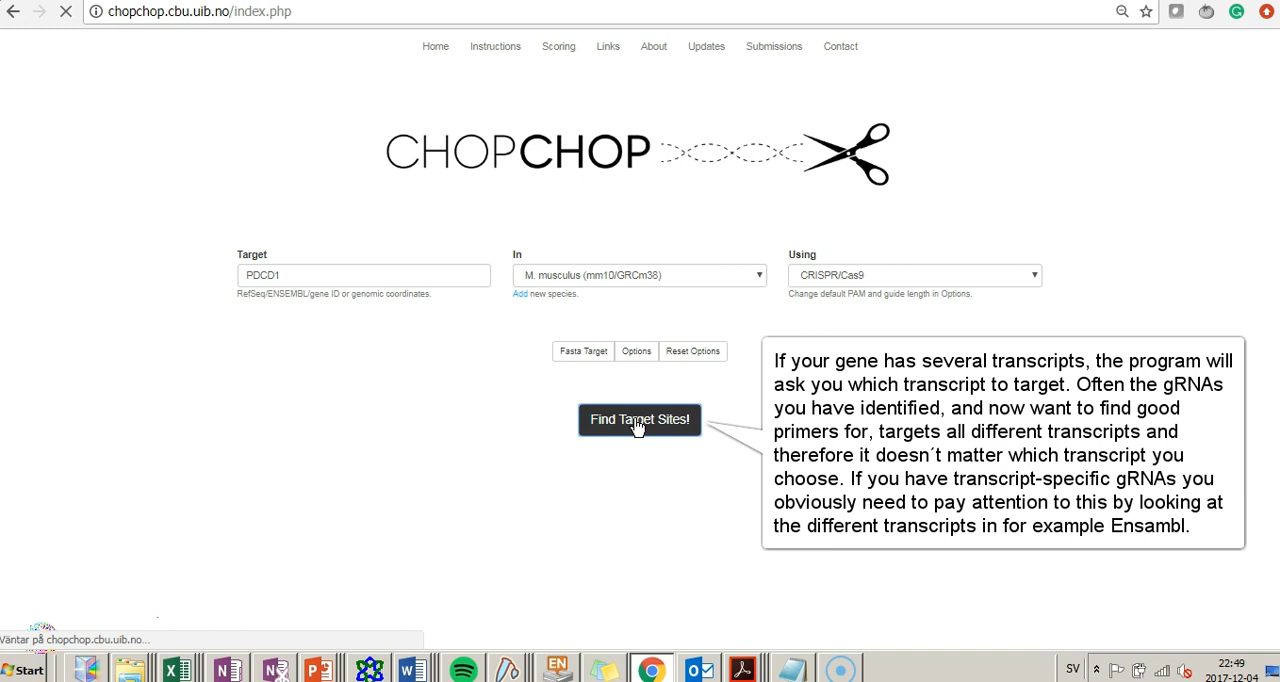 chopchop.cbu.uib.no/index.php
Home Instructions Scoring Links About Updates Submissions Contact
CHOPCHOP
Target In Using
PDCD1 M. musculus (mm10/GRCm38) CRISPR/Cas9
RefSeq/ENSEMBL/gene ID or genomic coordinates. Add new species. Change default PAM and guide length in Options.
Fasta Target Options Reset Options
Find Target Sites!
If your gene has several transcripts, the program will
ask you which transcript to target. Often the gRNAs
you have identified, and now want to find good
primers for, targets all different transcripts and
therefore it doesn´t matter which transcript you
choose. If you have transcript-specific gRNAs you
obviously need to pay attention to this by looking at
the different transcripts in for example Ensambl.
Väntar på chopchop.cbu.uib.no...
Start EN SV 22:49
2017-12-04